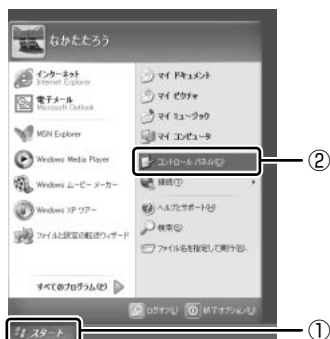 なかたたろう
インターネット
Internet Explorer
電子メール
Microsoft Outlook
MSN Explorer
Windows Media Player
Windows ムービー メーカー
Windows XP ツアー
ファイルと設定の転送ウィザード
すべてのプログラム(P)
マイ ドキュメント
マイ ピクチャ
マイ ミュージック
マイ コンピュータ
コントロール パネル(C)
②
接続(T)
ヘルプとサポート(H)
検索(S)
ファイル名を指定して実行(R)...
ログオフ(L)
終了オプション(U)
スタート
①